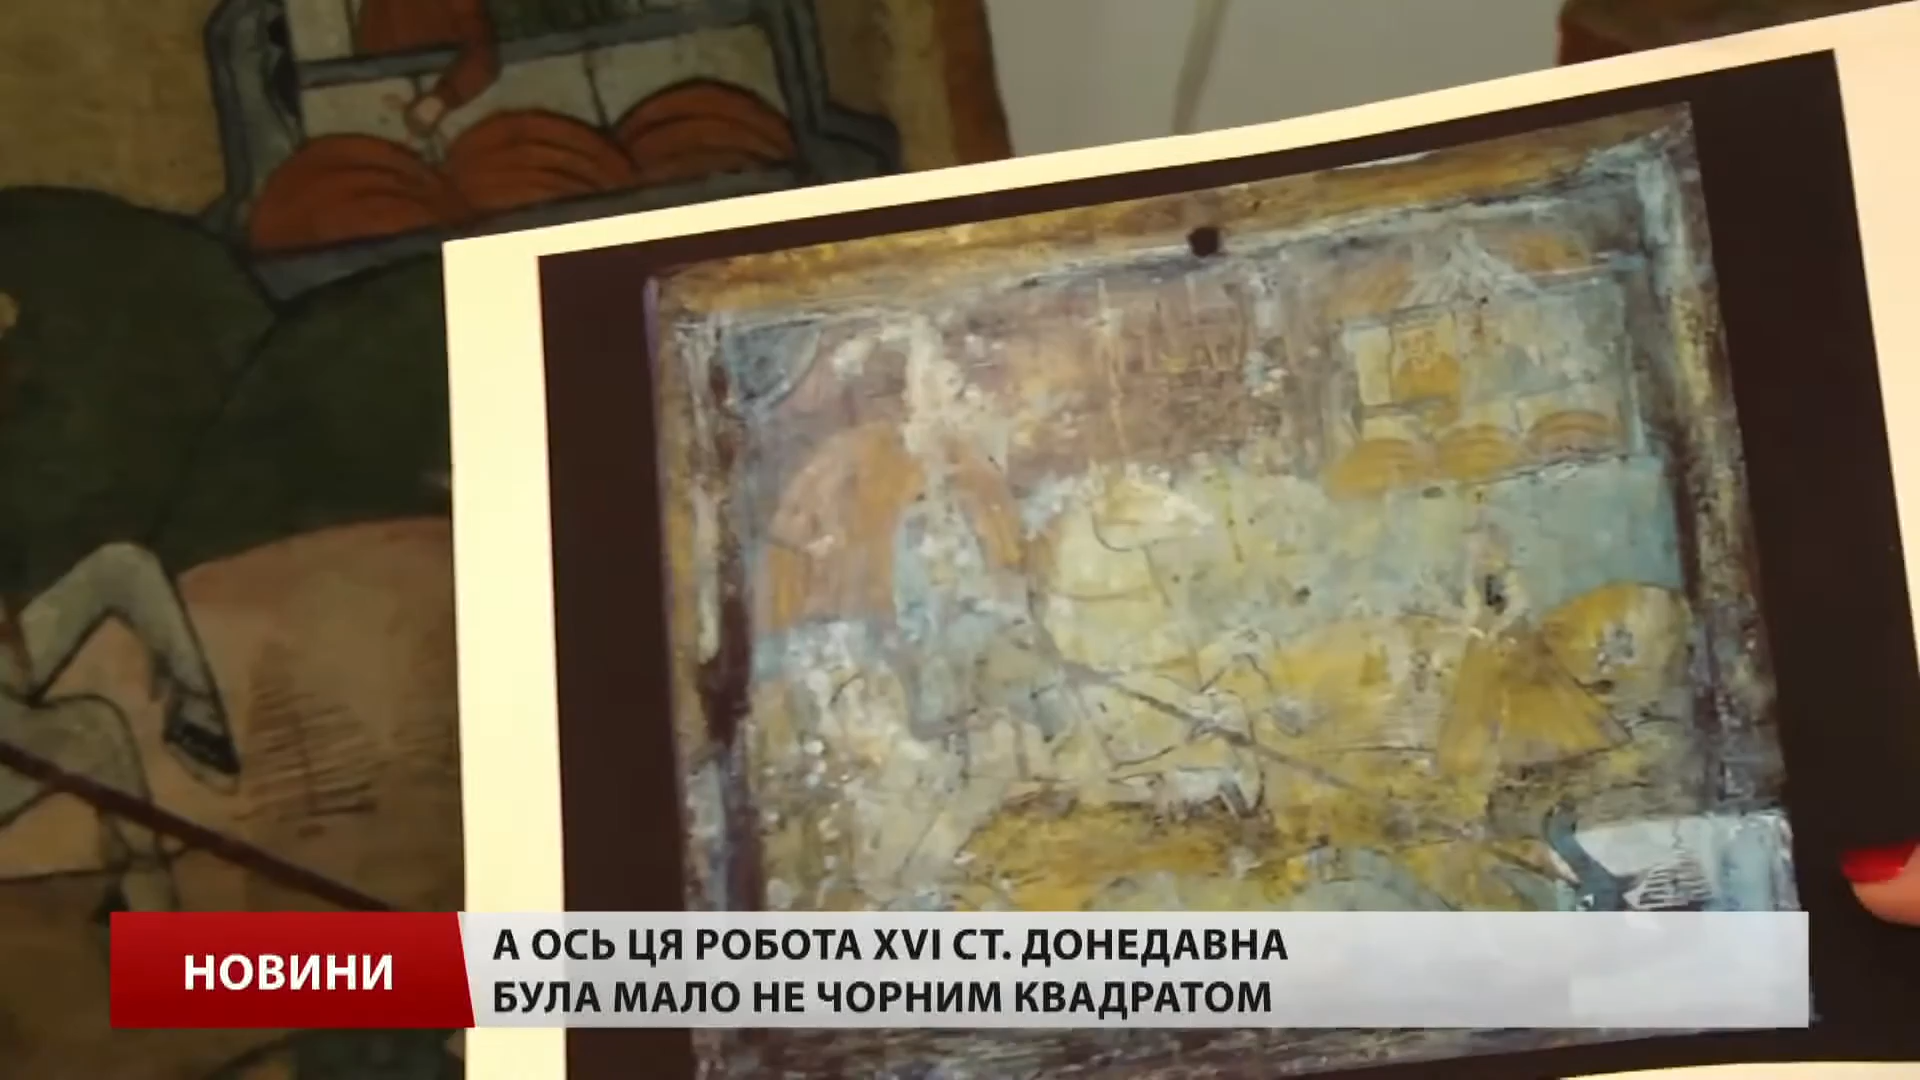 НОВИНИ
А ОСЬ ЦЯ РОБОТА XVI СТ. ДОНЕДАВНА
БУЛА МАЛО НЕ ЧОРНИМ КВАДРАТОМ